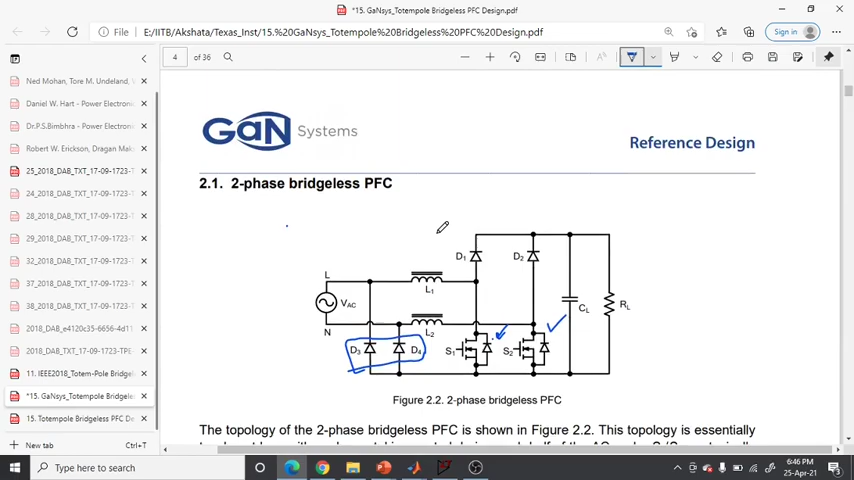 *15. GaNsys_Totempole Bridgeless PFC Design.pdf
File
E:/IITB/Akshata/Texas_Inst/15.%20GaNsys_Totempole%20Bridgeless%20PFC%20Design.pdf
Sign in
4 of 36
Ned Mohan, Tore M. Undeland,
Daniel W. Hart - Power Electron
Dr.P.S.Bimbhra - Power Electroni
Robert W. Erickson, Dragan Mak
25_2018_DAB_TXT_17-09-1723-T
24_2018_DAB_TXT_17-09-1723-T
28_2018_DAB_TXT_17-09-1723-T
29_2018_DAB_TXT_17-09-1723-T
32_2018_DAB_TXT_17-09-1723-T
37_2018_DAB_TXT_17-09-1723-T
38_2018_DAB_TXT_17-09-1723-T
2018_DAB_e4120c35-6656-4d11
2018_DAB_TXT_17-09-1723-TPE
11. IEEE2018_Totem-Pole Bridgel
*15. GaNsys_Totempole Bridgele
15. Totempole Bridgeless PFC De
New tab
Ctrl+T
GaN Systems
Reference Design
2.1. 2-phase bridgeless PFC
D1 D2
L
L1
VAC
CL
RL
N
L2
D3 D4 S1 S2
Figure 2.2. 2-phase bridgeless PFC
The topology of the 2-phase bridgeless PFC is shown in Figure 2.2. This topology is essentially
Type here to search
6:46 PM
25-Apr-21